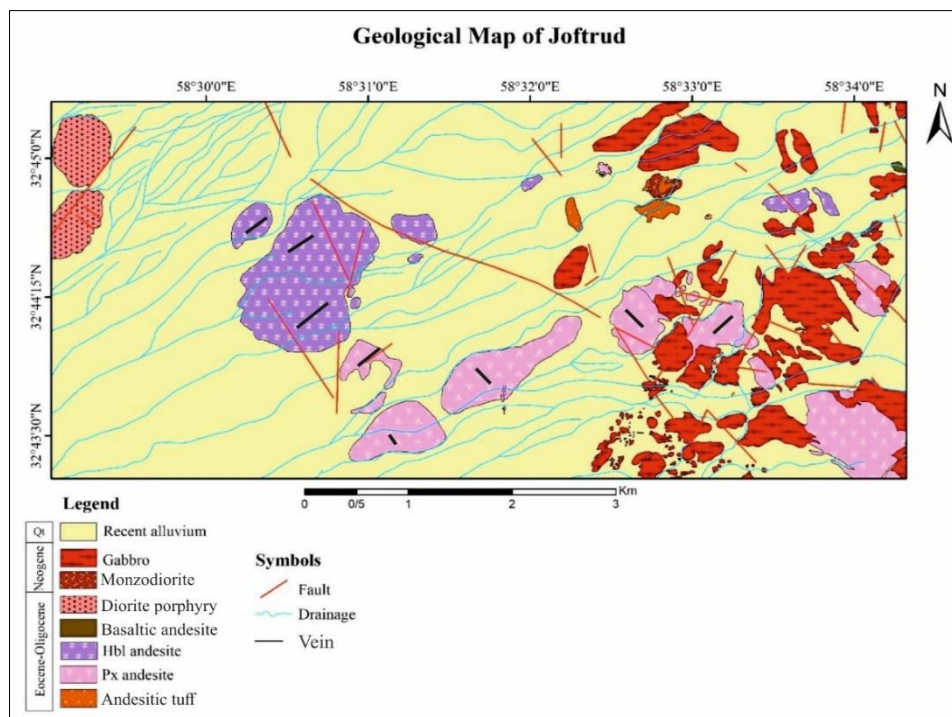 Geological Map of Joftrud
58°30'0"E
58°31'0"E
58°32'0"E
58°33'0"E
58°34'0"E
N
32°45'0"N
32°44'15"N
32°43'30"N
0
0/5
1
2
3
Km
Legend
Qt
Recent alluvium
Neogene
Gabbro
Monzodiorite
Eocene-Oligocene
Diorite porphyry
Basaltic andesite
Hbl andesite
Px andesite
Andesitic tuff
Symbols
Fault
Drainage
Vein